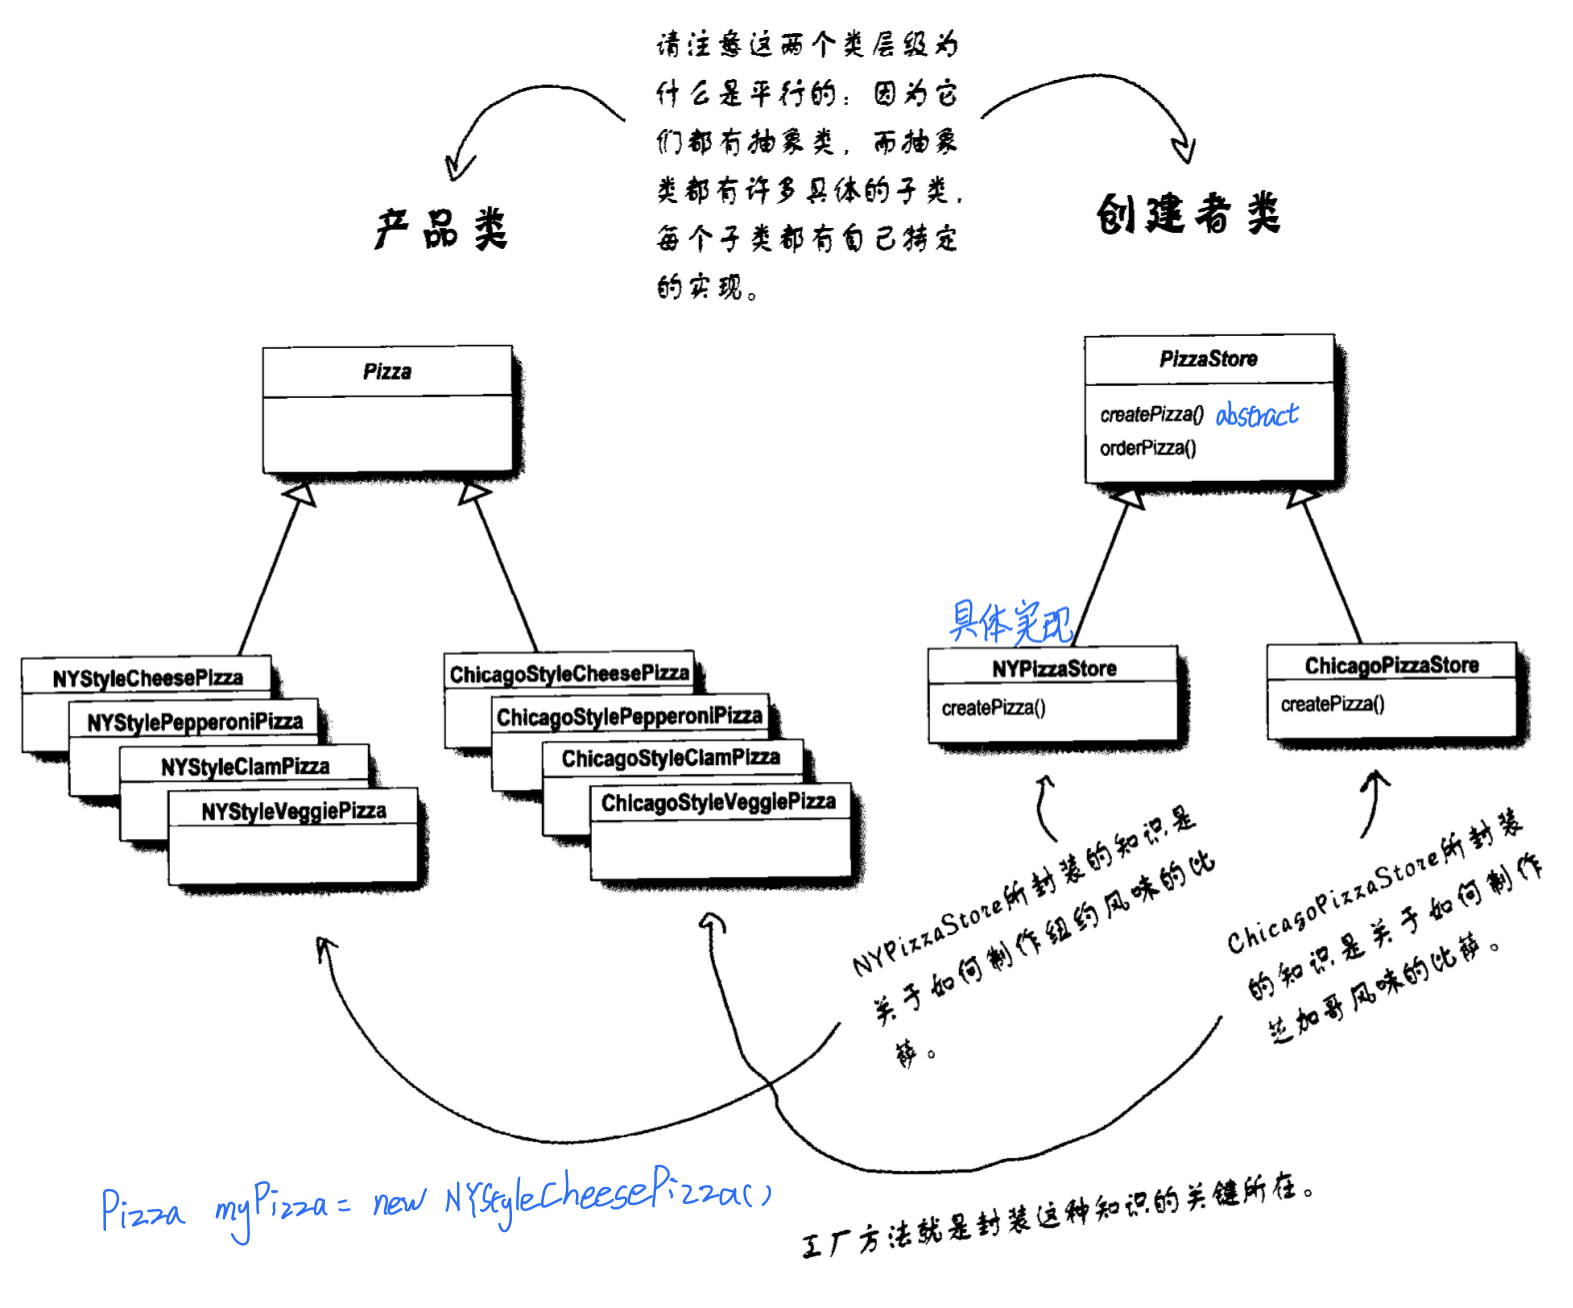 请注意这两个类层级为
什么是平行的：因为它
们都有抽象类，而抽象
类都有许多具体的子类，
每个子类都有自己特定
的实现。
产品类
创建者类
Pizza
PizzaStore
createPizza() abstract
orderPizza()
具体实现
NYStyleCheesePizza
NYStylePepperoniPizza
NYStyleClamPizza
NYStyleVeggiePizza
ChicagoStyleCheesePizza
ChicagoStylePepperoniPizza
ChicagoStyleClamPizza
ChicagoStyleVeggiePizza
NYPizzaStore
createPizza()
ChicagoPizzaStore
createPizza()
NYPizzaStore所封装的知识是
关于如何制作纽约风味的比
萨。
ChicagoPizzaStore所封装
的知识是关于如何制作
芝加哥风味的比萨。
Pizza myPizza = new NYStyleCheesePizza()
工厂方法就是封装这种知识的关键所在。